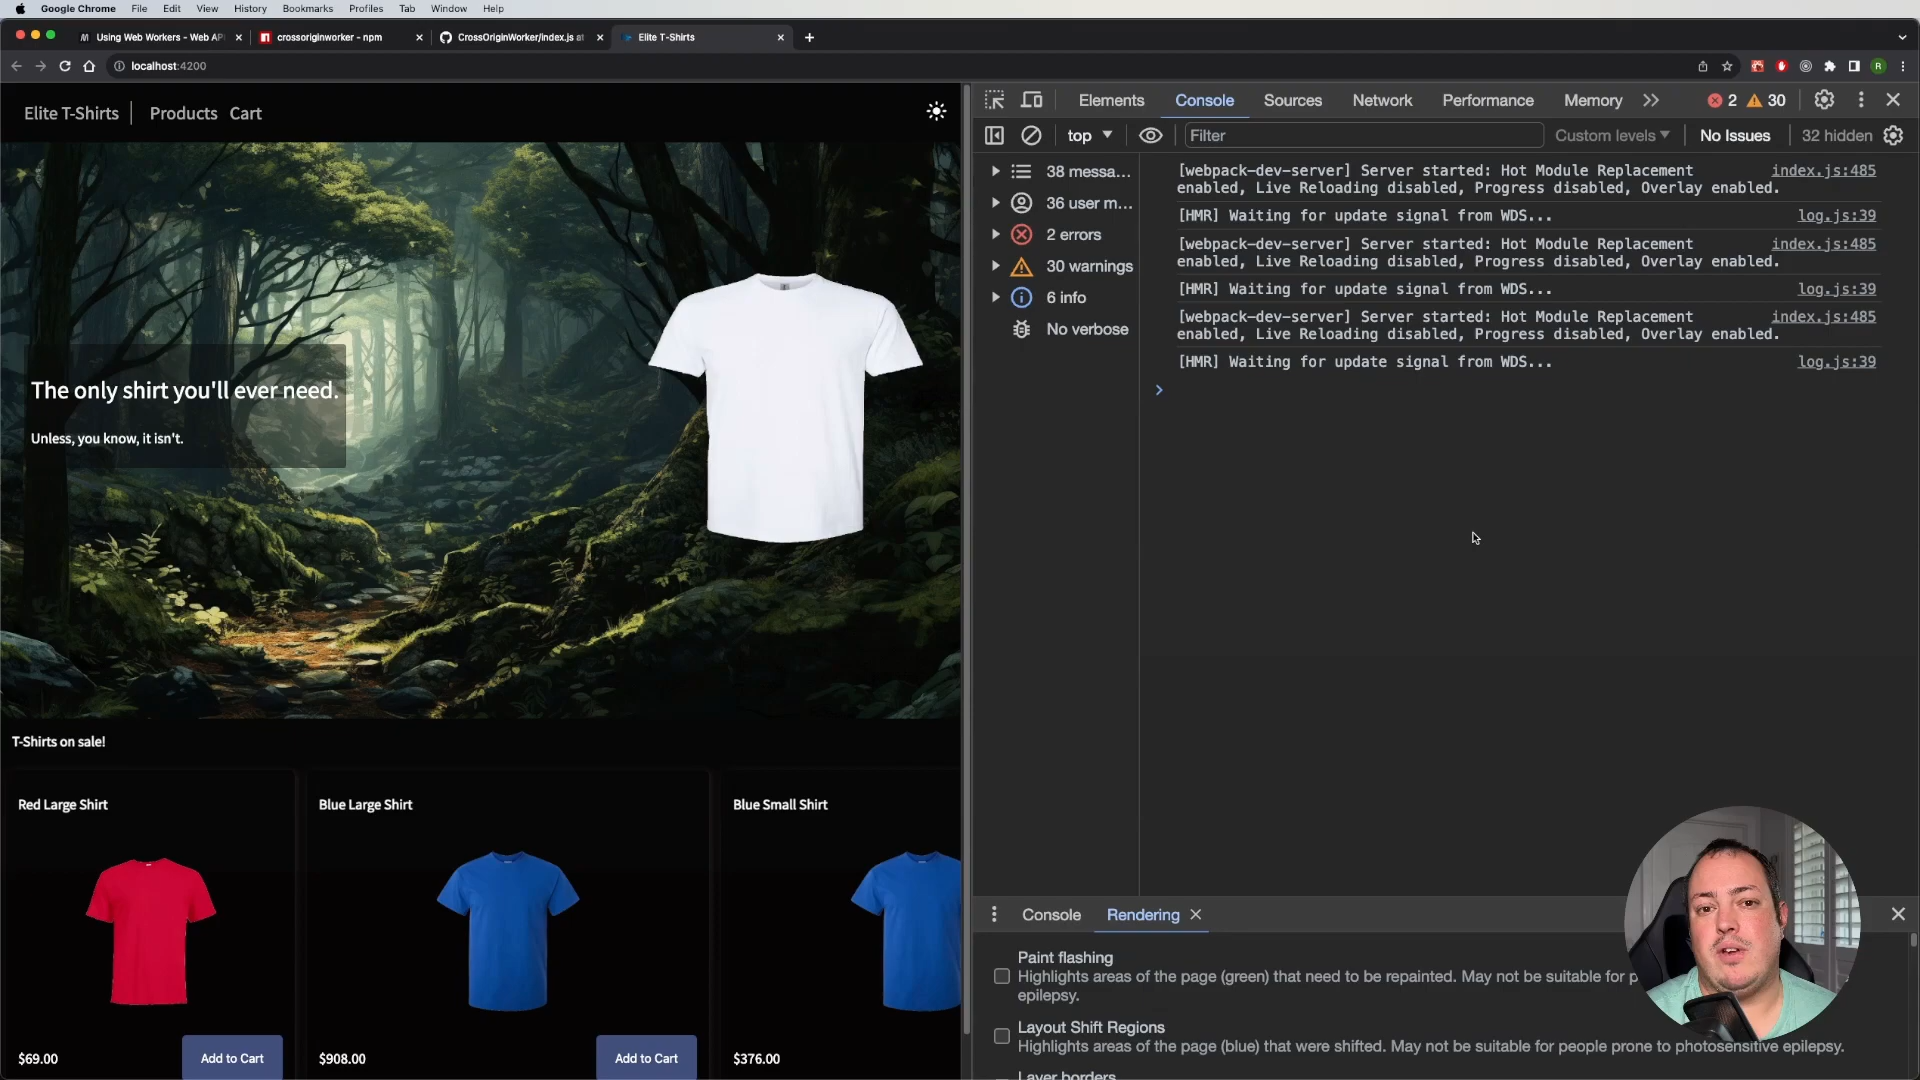 Google Chrome File Edit View History Bookmarks Profiles Tab Window Help
Using Web Workers - Web AP
crossoriginworker - npm
CrossOriginWorker/index.js at
Elite T-Shirts
localhost:4200
Elite T-Shirts
Products
Cart
The only shirt you'll ever need.
Unless, you know, it isn't.
T-Shirts on sale!
Red Large Shirt
$69.00
Add to Cart
Blue Large Shirt
$908.00
Add to Cart
Blue Small Shirt
$376.00
Elements Console Sources Network Performance Memory 2 30
top Filter Custom levels No Issues 32 hidden
38 messa...
36 user m...
2 errors
30 warnings
6 info
No verbose
[webpack-dev-server] Server started: Hot Module Replacement index.js:485
enabled, Live Reloading disabled, Progress disabled, Overlay enabled.
[HMR] Waiting for update signal from WDS... log.js:39
[webpack-dev-server] Server started: Hot Module Replacement index.js:485
enabled, Live Reloading disabled, Progress disabled, Overlay enabled.
[HMR] Waiting for update signal from WDS... log.js:39
[webpack-dev-server] Server started: Hot Module Replacement index.js:485
enabled, Live Reloading disabled, Progress disabled, Overlay enabled.
[HMR] Waiting for update signal from WDS... log.js:39
Console Rendering
Paint flashing
Highlights areas of the page (green) that need to be repainted. May not be suitable for p
epilepsy.
Layout Shift Regions
Highlights areas of the page (blue) that were shifted. May not be suitable for people prone to photosensitive epilepsy.
Layer borders